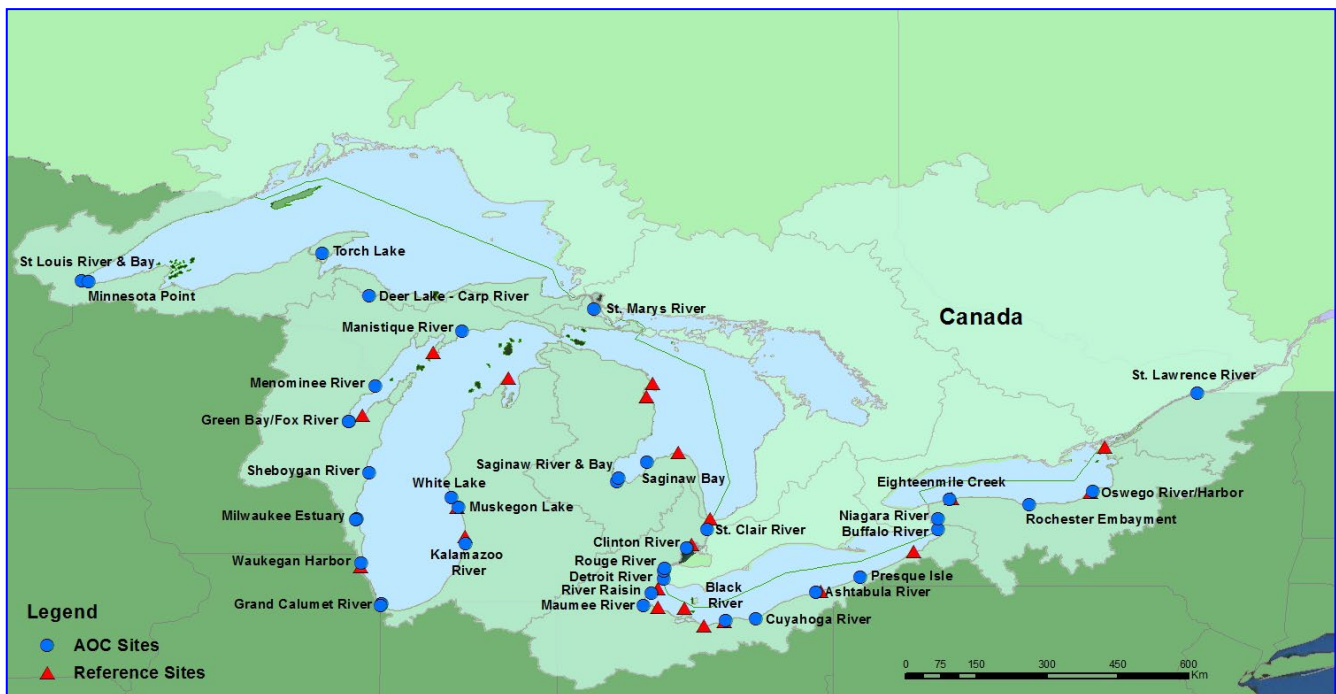 St Louis River & Bay
Minnesota Point
Torch Lake
Deer Lake - Carp River
St. Marys River
Canada
Manistique River
Menominee River
Green Bay/Fox River
St. Lawrence River
Sheboygan River
Saginaw River & Bay
Saginaw Bay
White Lake
Muskegon Lake
Eighteenmile Creek
Oswego River/Harbor
Rochester Embayment
Milwaukee Estuary
Niagara River
Buffalo River
St. Clair River
Clinton River
Kalamazoo
River
Waukegan Harbor
Rouge River
Detroit River
River Raisin
Maumee River
Black
River
Presque Isle
Ashtabula River
Cuyahoga River
Grand Calumet River
Legend
AOC Sites
Reference Sites
0 75 150 300 450 600
Km